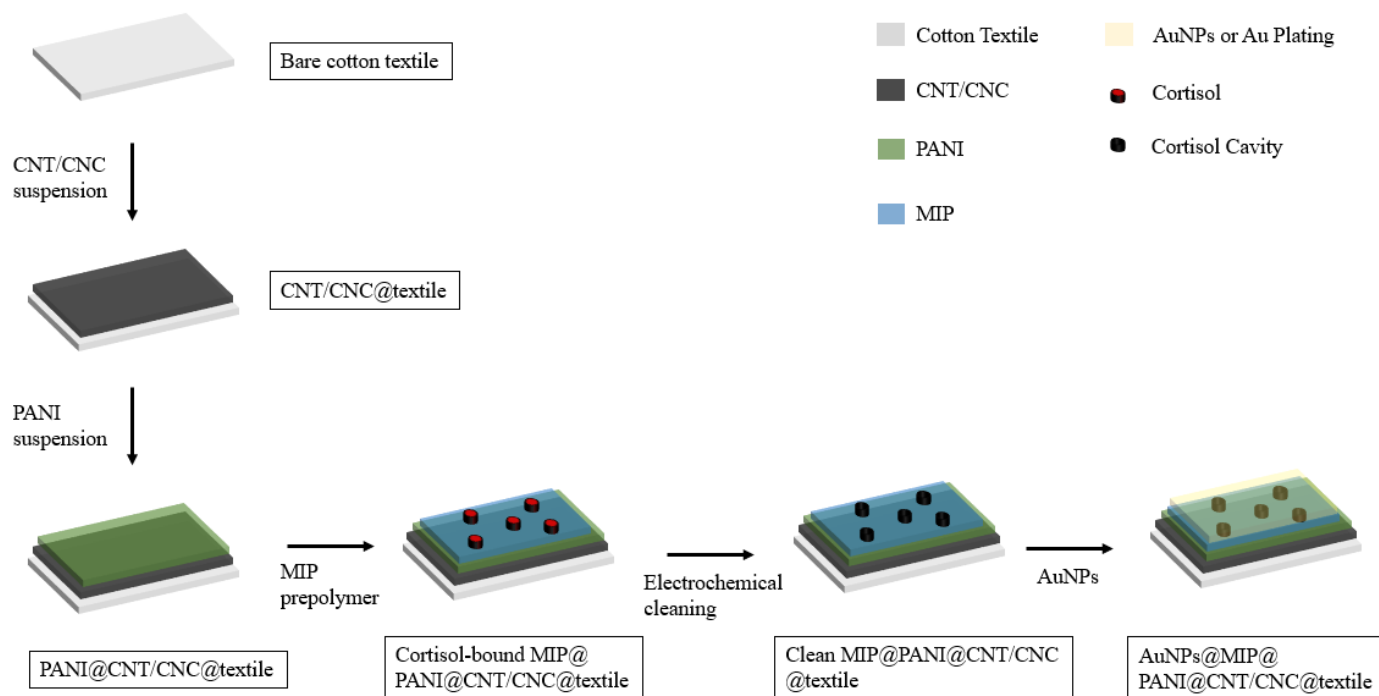 Bare cotton textile
CNT/CNC
suspension
CNT/CNC@textile
PANI
suspension
PANI@CNT/CNC@textile
MIP
prepolymer
Cortisol-bound MIP@
PANI@CNT/CNC@textile
Electrochemical
cleaning
Clean MIP@PANI@CNT/CNC
@textile
AuNPs
AuNPs@MIP@
PANI@CNT/CNC@textile
Cotton Textile
CNT/CNC
PANI
MIP
AuNPs or Au Plating
Cortisol
Cortisol Cavity